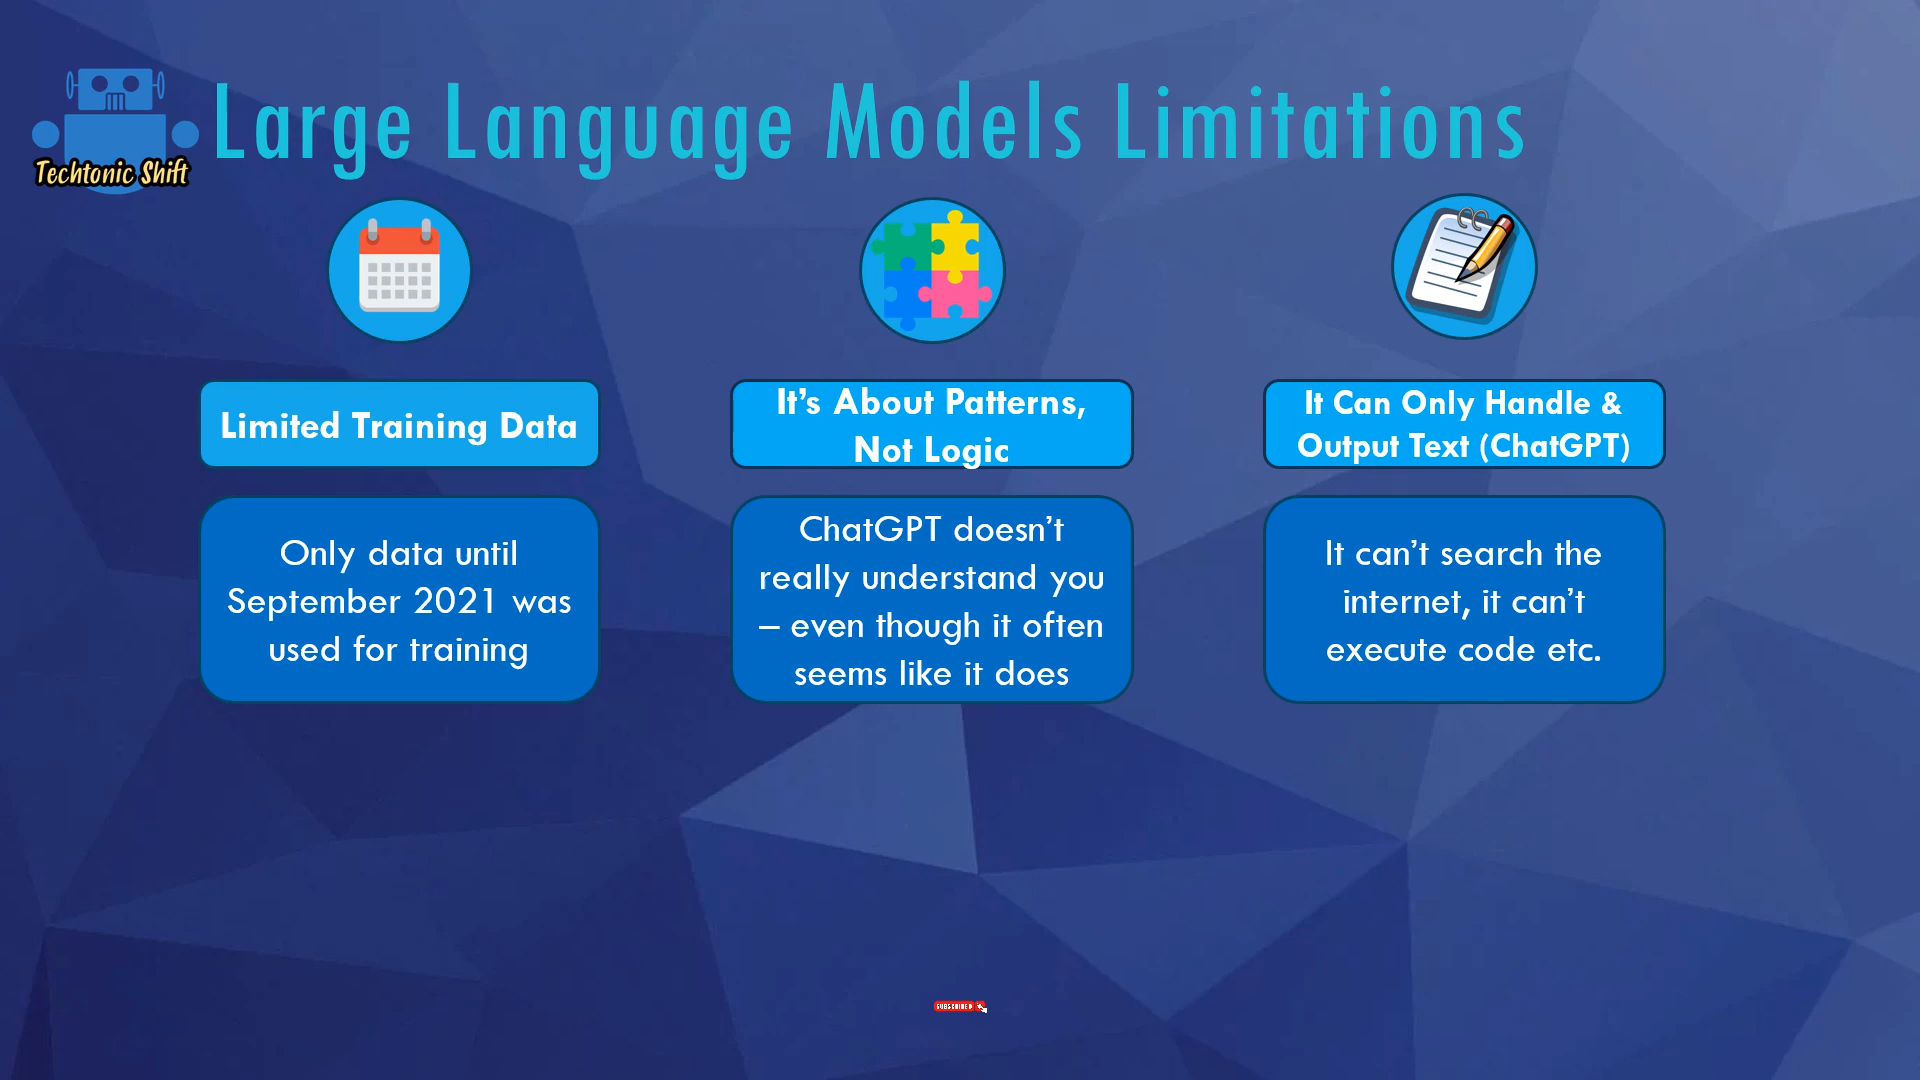 Large Language Models Limitations
Techtonic Shift
Limited Training Data
Only data until
September 2021 was
used for training
It’s About Patterns,
Not Logic
ChatGPT doesn’t
really understand you
– even though it often
seems like it does
It Can Only Handle &
Output Text (ChatGPT)
It can’t search the
internet, it can’t
execute code etc.
SUBSCRIBE